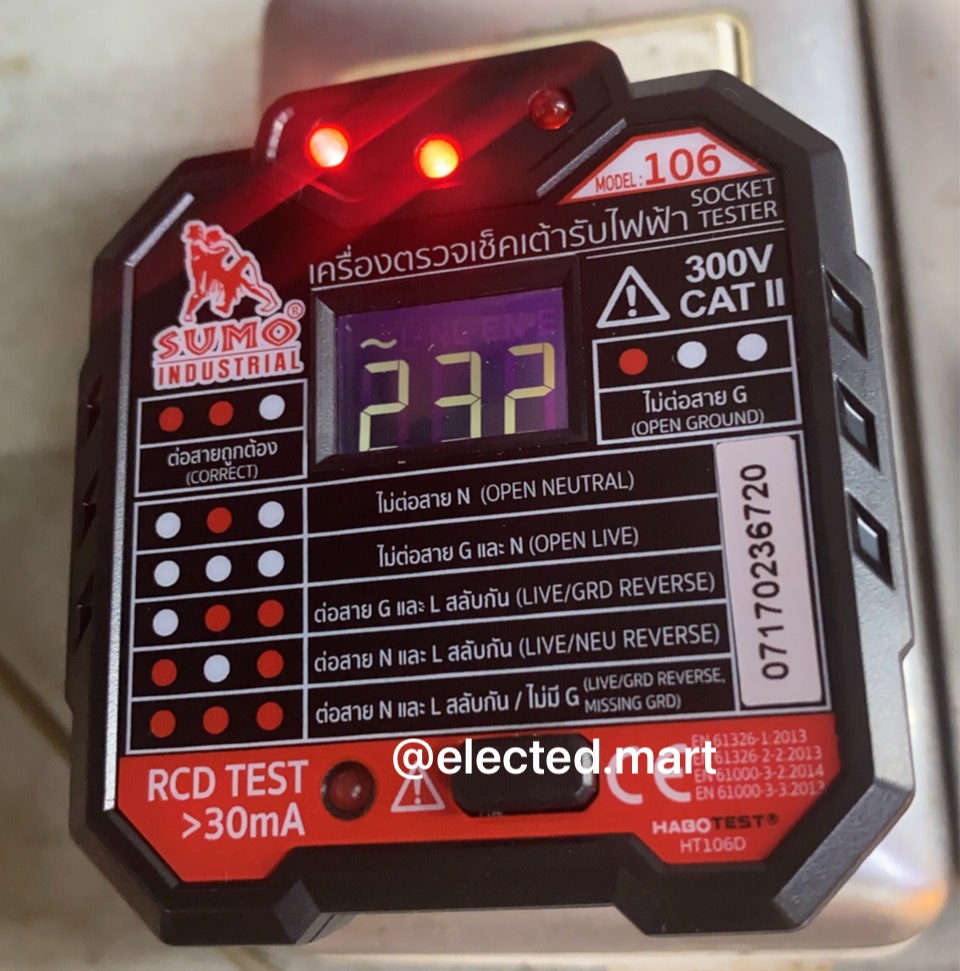 MODEL: 106
เครื่องตรวจเช็คเต้ารับไฟฟ้า
SOCKET
TESTER
SUMO®
INDUSTRIAL
~
232
300V
CAT II
ไม่ต่อสาย G
(OPEN GROUND)
ต่อสายถูกต้อง
(CORRECT)
ไม่ต่อสาย N (OPEN NEUTRAL)
ไม่ต่อสาย G และ N (OPEN LIVE)
ต่อสาย G และ L สลับกัน (LIVE/GRD REVERSE)
ต่อสาย N และ L สลับกัน (LIVE/NEU REVERSE)
ต่อสาย N และ L สลับกัน / ไม่มี G (LIVE/GRD REVERSE,
MISSING GRD)
07170236720
@elected.mart
RCD TEST
>30mA
CE
EN 61326-1:2013
EN 61326-2-2:2013
EN 61000-3-2:2014
EN 61000-3-3:2013
HABOTEST®
HT106D